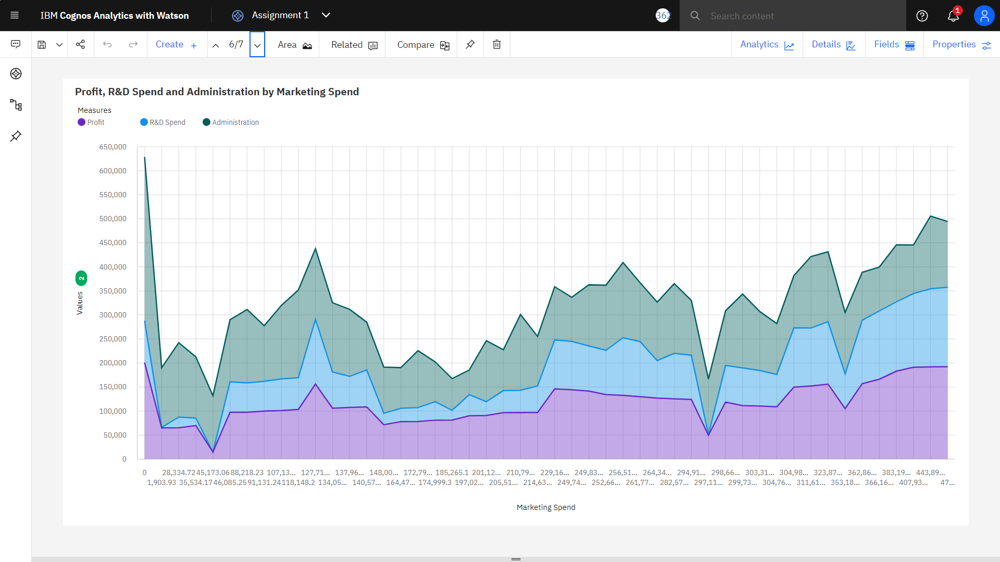 IBM Cognos Analytics with Watson
Assignment 1
362
Search content
1
Create
6/7
Area
Related
Compare
Analytics
Details
Fields
Properties
Profit, R&D Spend and Administration by Marketing Spend
Measures
Profit
R&D Spend
Administration
650,000
600,000
550,000
500,000
450,000
400,000
350,000
300,000
250,000
200,000
150,000
100,000
50,000
0
2
Values
0 28,334.72 45,173.06 88,218.23 107,13... 127,71... 137,96... 148,00... 172,79... 185,265.1 201,12... 210,79... 229,16... 249,83... 256,51... 264,34... 294,91... 298,66... 303,31... 304,98... 323,87... 362,86... 383,19... 443,89...
1,903.93 35,534.17 46,085.25 91,131.24 118,148.2 134,05... 140,57... 164,47... 174,999.3 197,02... 205,51... 214,63... 249,74... 252,66... 261,77... 282,57... 297,11... 299,73... 304,76... 311,61... 353,18... 366,16... 407,93... 47...
Marketing Spend